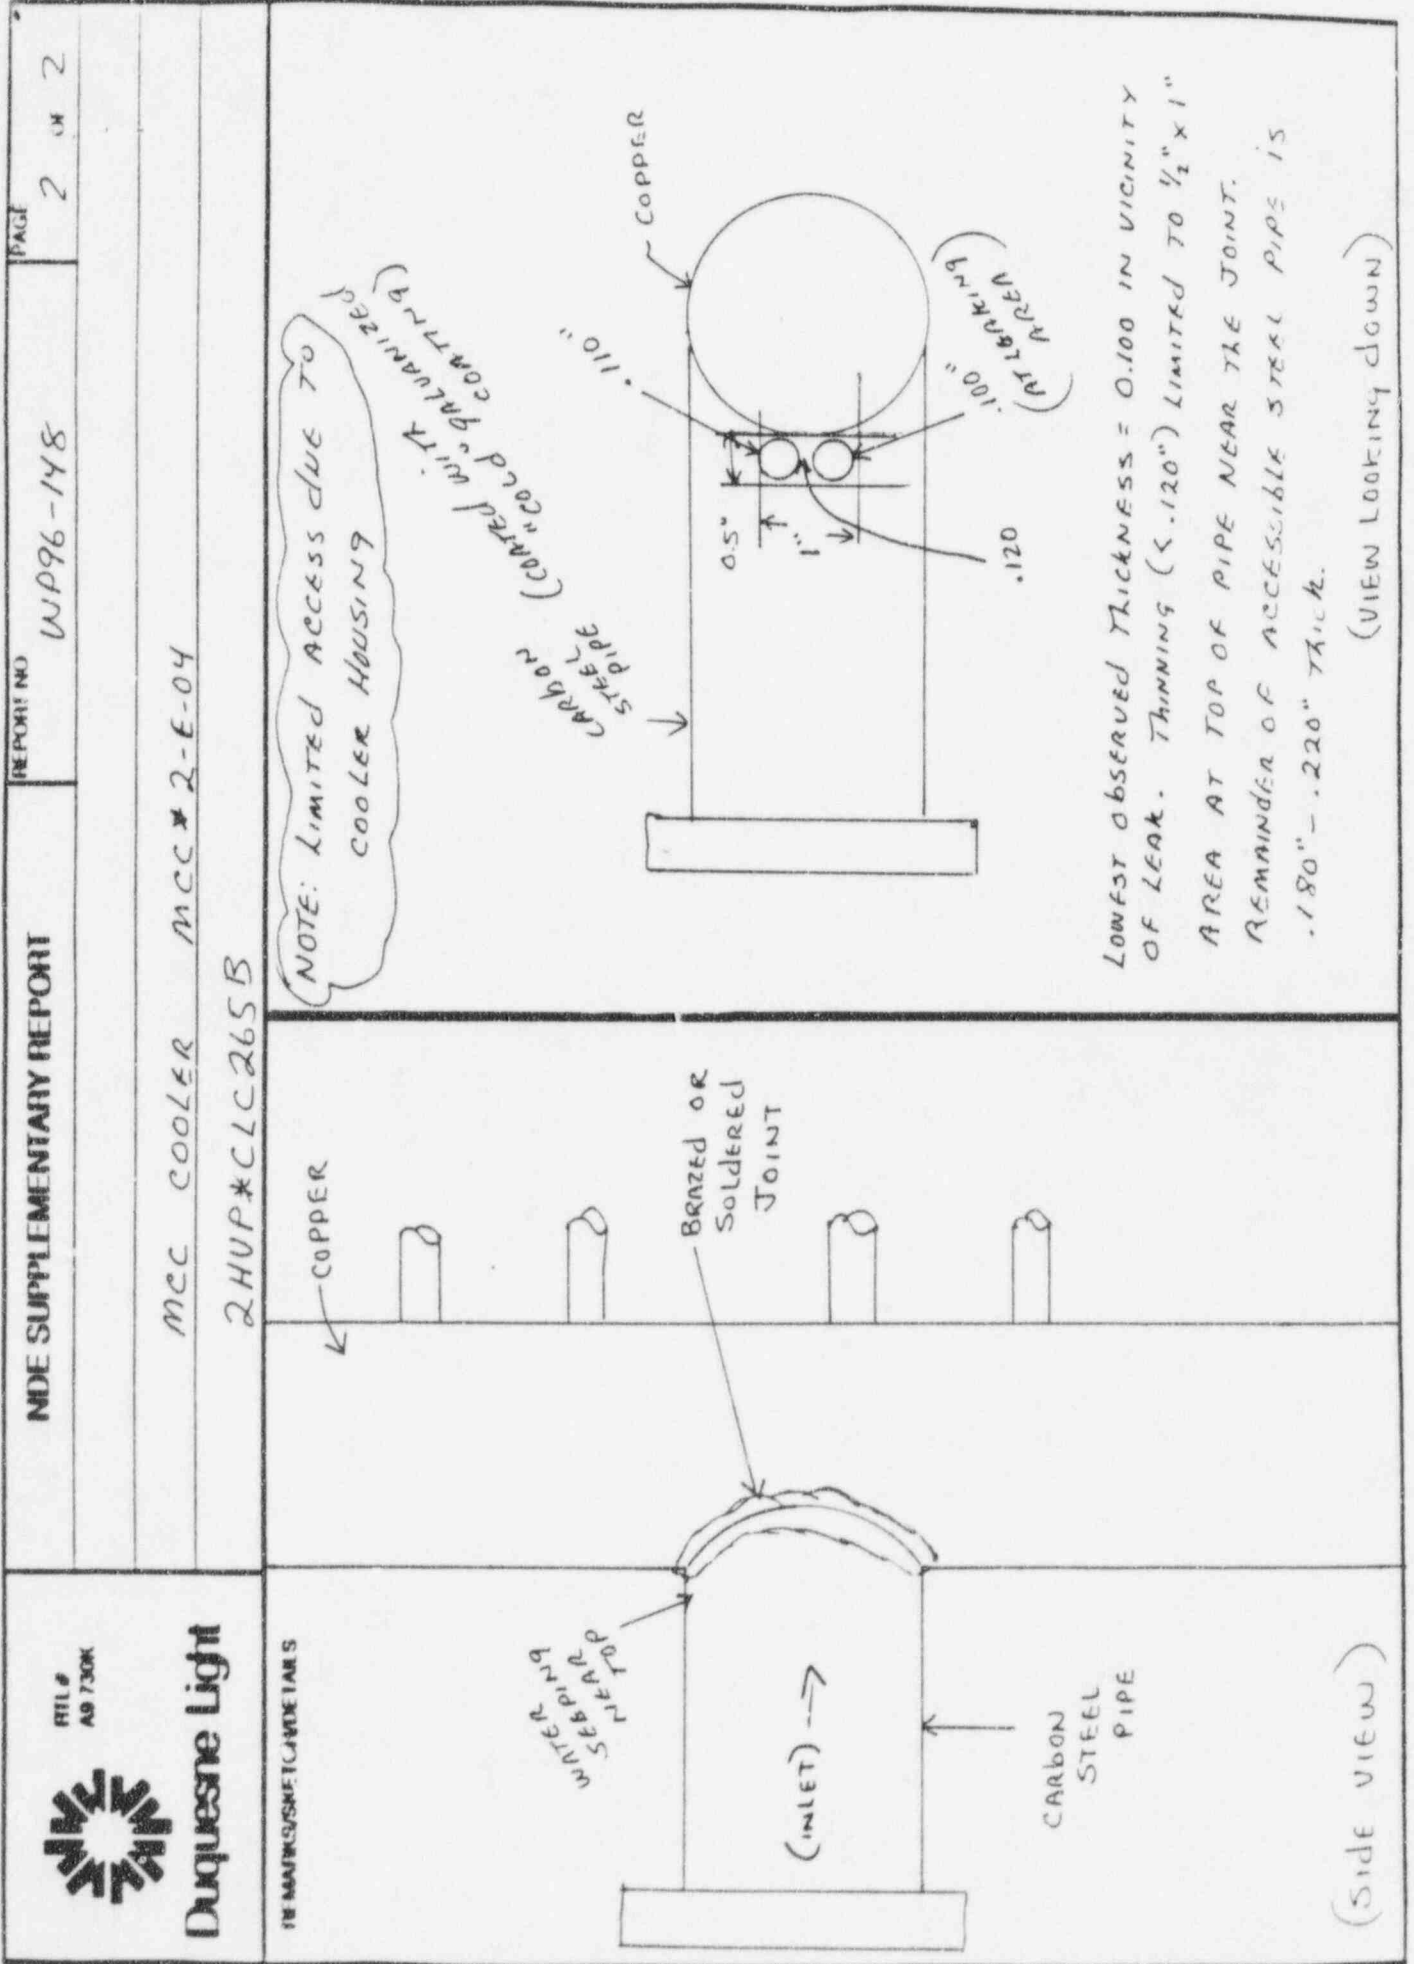 RTL #
A9.730K
Duquesne Light
NDE SUPPLEMENTARY REPORT
REPORT NO
WP96-148
PAGE
2 OF 2
MCC COOLER MCC*2-E-04
2HVP*CLC265B
REMARKS/SKETCH/DETAILS
COPPER
BRAZED OR
SOLDERED
JOINT
WATER
SEEPING
NEAR
TOP
(INLET)
CARBON
STEEL
PIPE
(SIDE VIEW)
NOTE: LIMITED ACCESS DUE TO
COOLER HOUSING
CARBON
STEEL
PIPE
(COATED WITH
"COLD" GALVANIZED
COATING)
COPPER
.110"
0.5"
1"
.100"
(AT LEAKING
AREA)
.120
LOWEST OBSERVED THICKNESS = 0.100 IN VICINITY
OF LEAK. THINNING (<.120") LIMITED TO 1/2" x 1"
AREA AT TOP OF PIPE NEAR THE JOINT.
REMAINDER OF ACCESSIBLE STEEL PIPE IS
.180" - .220" THICK.
(VIEW LOOKING DOWN)